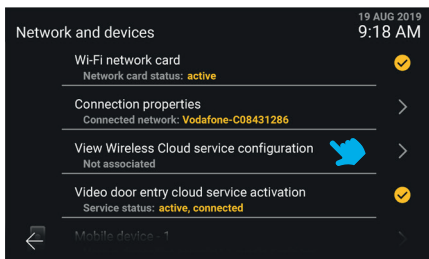 19 AUG 2019
Network and devices 9:18 AM
Wi-Fi network card
Network card status: active
Connection properties
Connected network: Vodafone-C08431286
View Wireless Cloud service configuration
Not associated
Video door entry cloud service activation
Service status: active, connected
Mobile device - 1